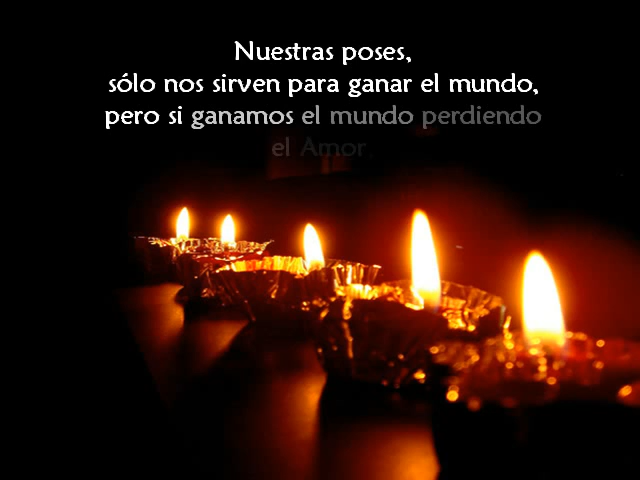 Nuestras poses,
sólo nos sirven para ganar el mundo,
pero si ganamos el mundo perdiendo
el Amor,